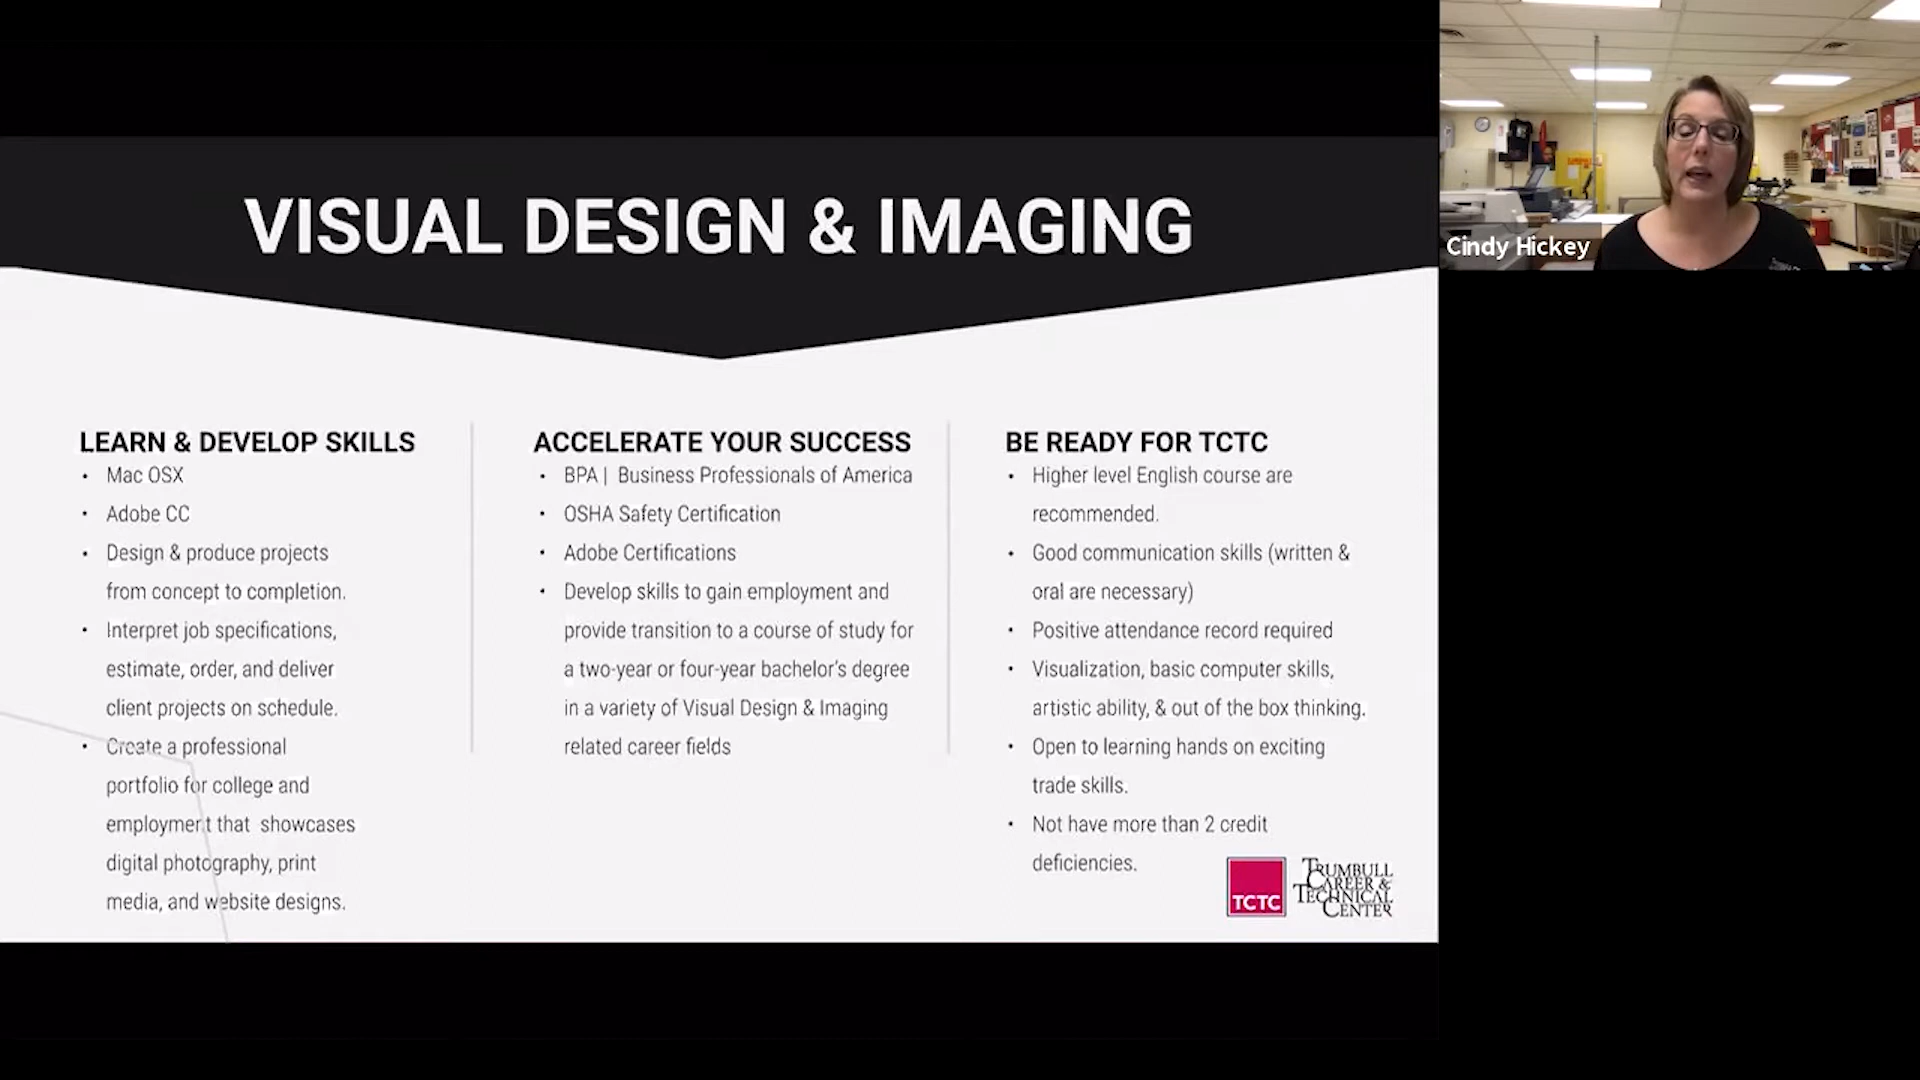 VISUAL DESIGN & IMAGING
LEARN & DEVELOP SKILLS
• Mac OSX
• Adobe CC
• Design & produce projects
from concept to completion.
• Interpret job specifications,
estimate, order, and deliver
client projects on schedule.
• Create a professional
portfolio for college and
employment that showcases
digital photography, print
media, and website designs.
ACCELERATE YOUR SUCCESS
• BPA | Business Professionals of America
• OSHA Safety Certification
• Adobe Certifications
• Develop skills to gain employment and
provide transition to a course of study for
a two-year or four-year bachelor's degree
in a variety of Visual Design & Imaging
related career fields
BE READY FOR TCTC
• Higher level English course are
recommended.
• Good communication skills (written &
oral are necessary)
• Positive attendance record required
• Visualization, basic computer skills,
artistic ability, & out of the box thinking.
• Open to learning hands on exciting
trade skills.
• Not have more than 2 credit
deficiencies.
TCTC
TRUMBULL
CAREER &
TECHNICAL
CENTER
Cindy Hickey